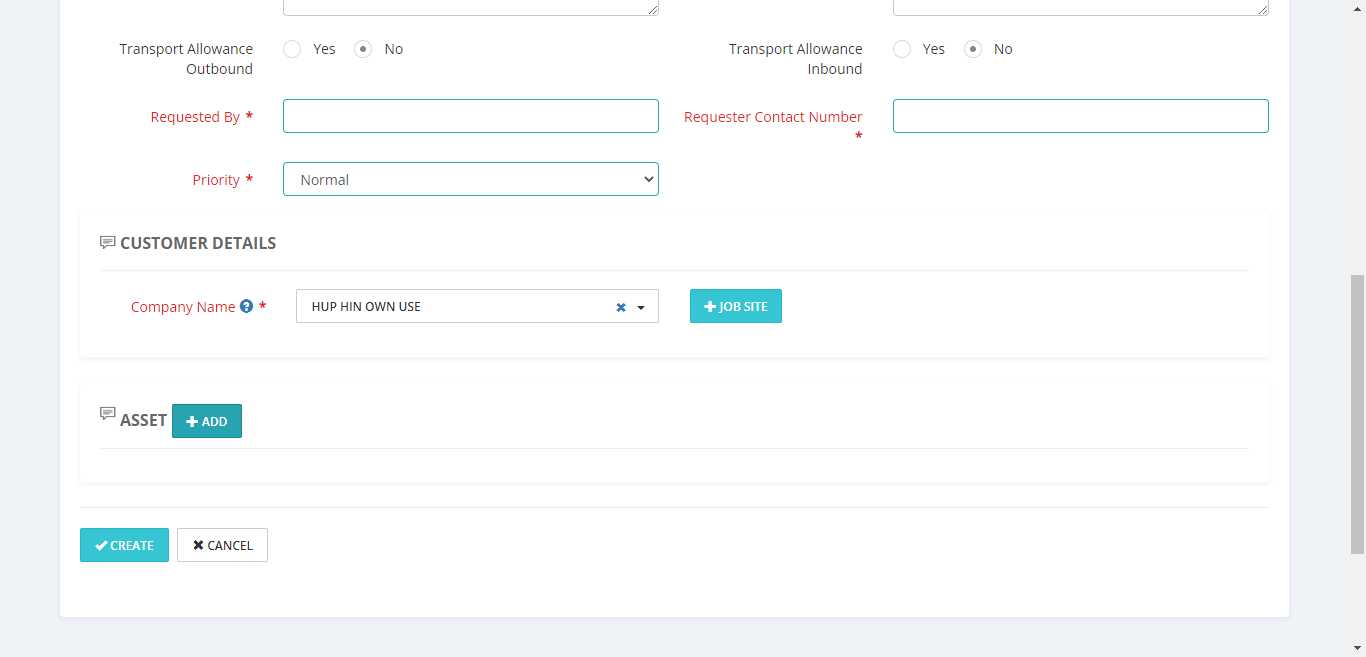 Transport Allowance Outbound
Yes
No
Transport Allowance Inbound
Yes
No
Requested By *
Requester Contact Number *
Priority *
Normal
CUSTOMER DETAILS
Company Name ? *
HUP HIN OWN USE
JOB SITE
ASSET
ADD
CREATE
CANCEL